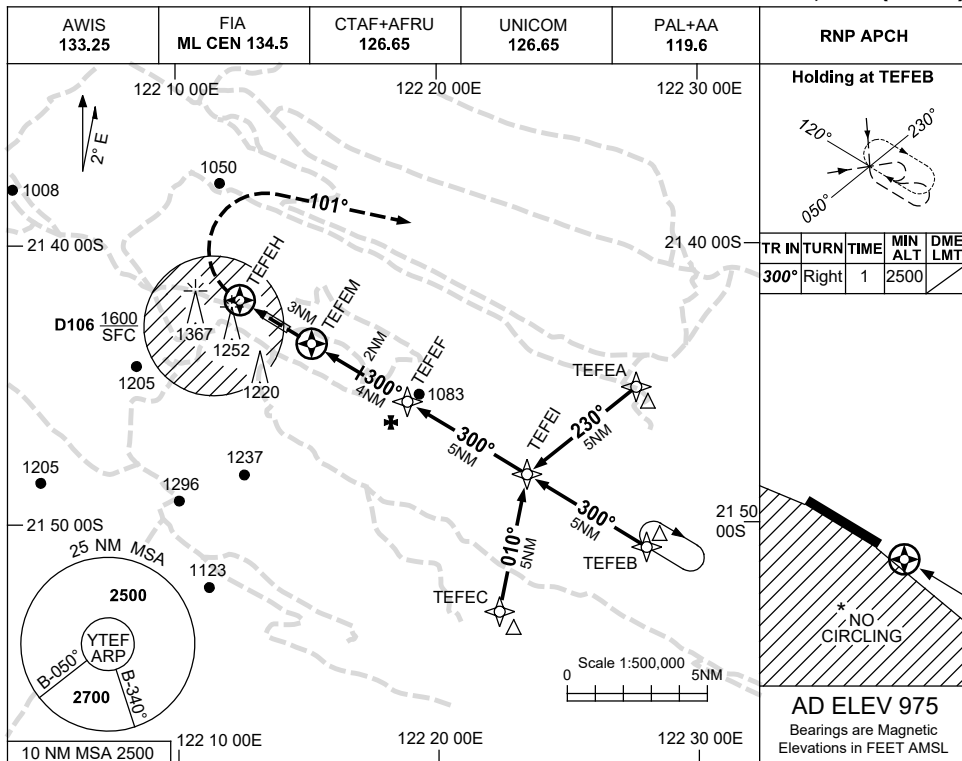 AWIS
133.25
FIA
ML CEN 134.5
CTAF+AFRU
126.65
UNICOM
126.65
PAL+AA
119.6
RNP APCH
122 10 00E
122 20 00E
122 30 00E
2° E
1050
1008
101°
21 40 00S
21 40 00S
TEFEH
TEFEM
3NM
D106 1600
SFC
1367
1252
1220
1205
2NM
300°
4NM
TEFEF
1083
TEFEI
TEFEA
230°
5NM
300°
5NM
1205
1237
1296
300°
5NM
TEFEB
010°
5NM
TEFEC
1123
21 50 00S
21 50
00S
25 NM MSA
2500
YTEF
ARP
B-050°
B-340°
2700
10 NM MSA 2500
Scale 1:500,000
0
5NM
122 10 00E
122 20 00E
122 30 00E
Holding at TEFEB
120°
230°
050°
TR IN TURN TIME MIN ALT DME LMT
300° Right 1 2500
* NO
CIRCLING
AD ELEV 975
Bearings are Magnetic
Elevations in FEET AMSL